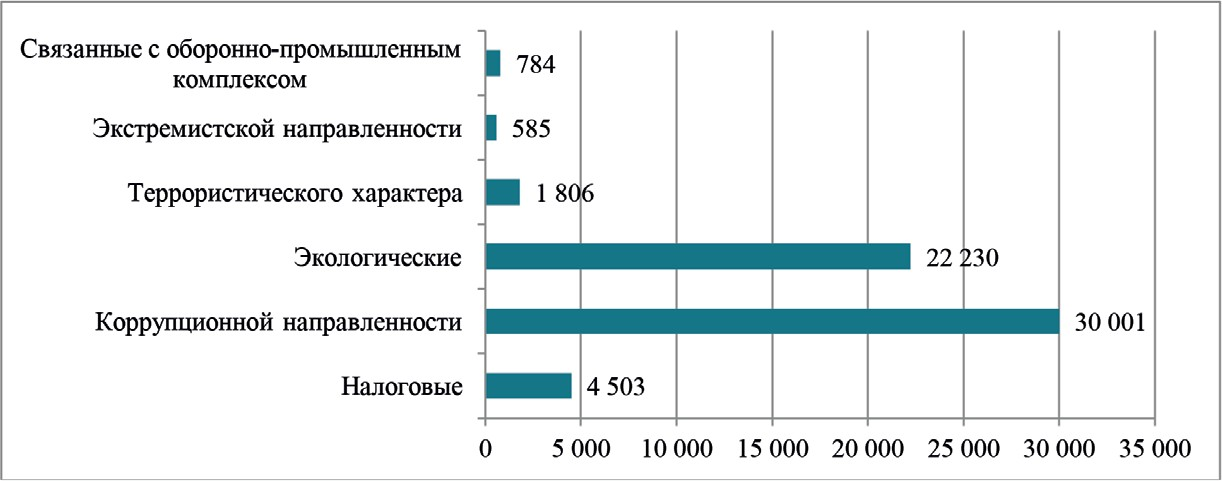 Связанные с оборонно-промышленным
комплексом
784
Экстремистской направленности
585
Террористического характера
1 806
Экологические
22 230
Коррупционной направленности
30 001
Налоговые
4 503
0 5 000 10 000 15 000 20 000 25 000 30 000 35 000